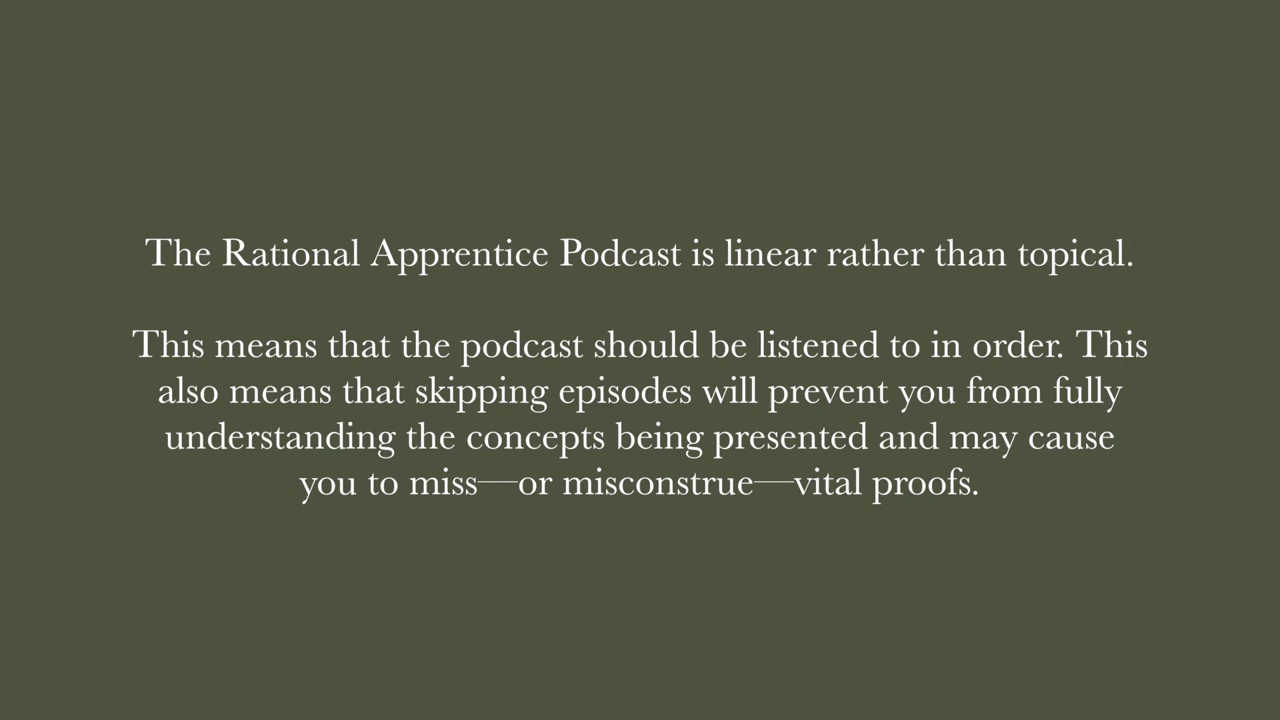 The Rational Apprentice Podcast is linear rather than topical.
This means that the podcast should be listened to in order. This
also means that skipping episodes will prevent you from fully
understanding the concepts being presented and may cause
you to miss—or misconstrue—vital proofs.